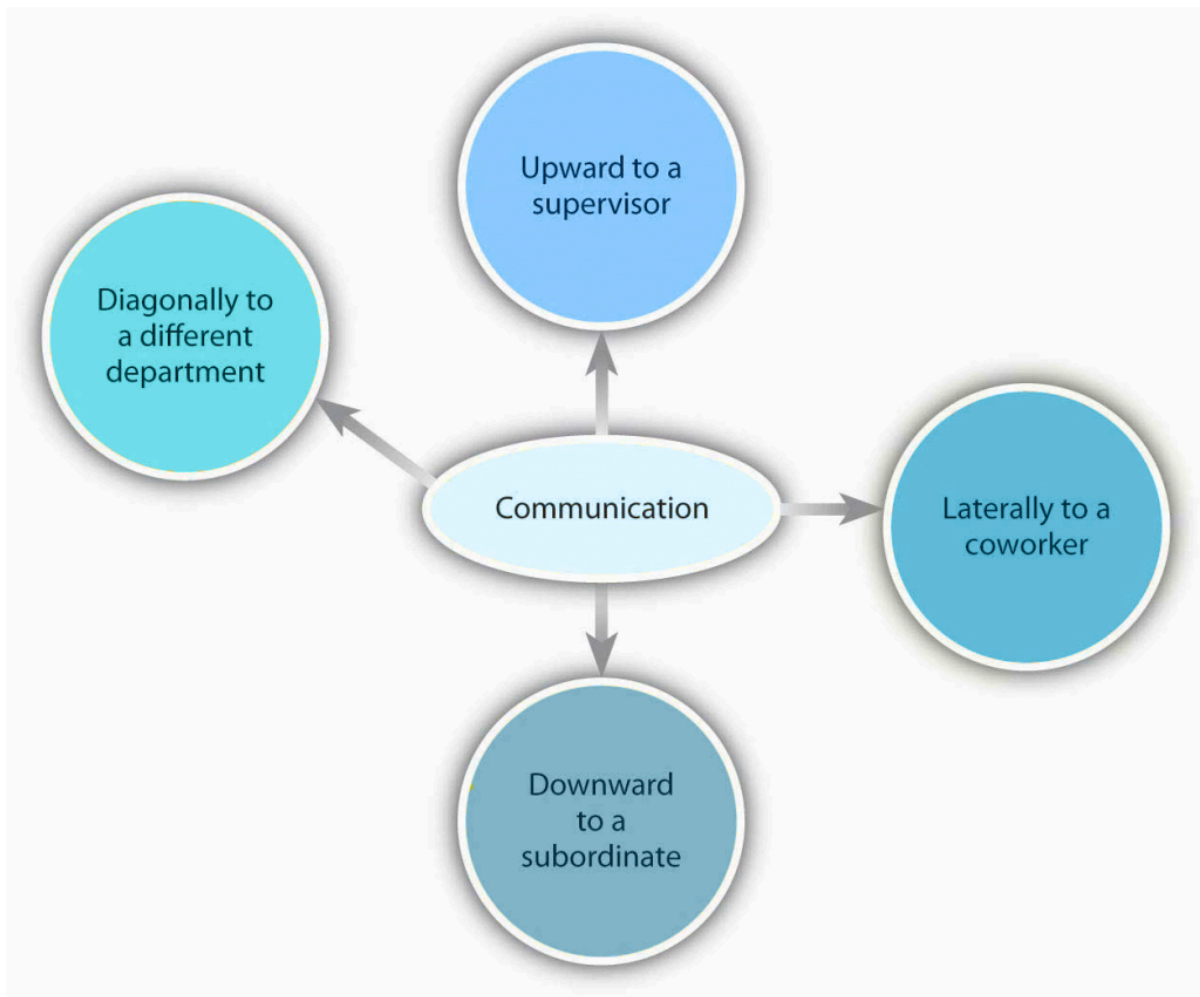 Upward to a
supervisor
Diagonally to
a different
department
Communication
Laterally to a
coworker
Downward
to a
subordinate